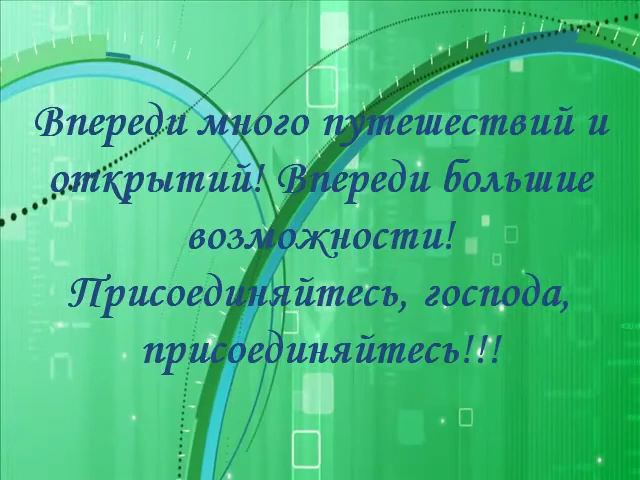 Впереди много путешествий и
открытий! Впереди большие
возможности!
Присоединяйтесь, господа,
присоединяйтесь!!!